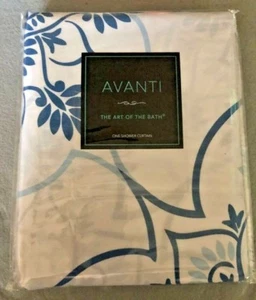 AVANTI
THE ART OF THE BATH®
ONE SHOWER CURTAIN